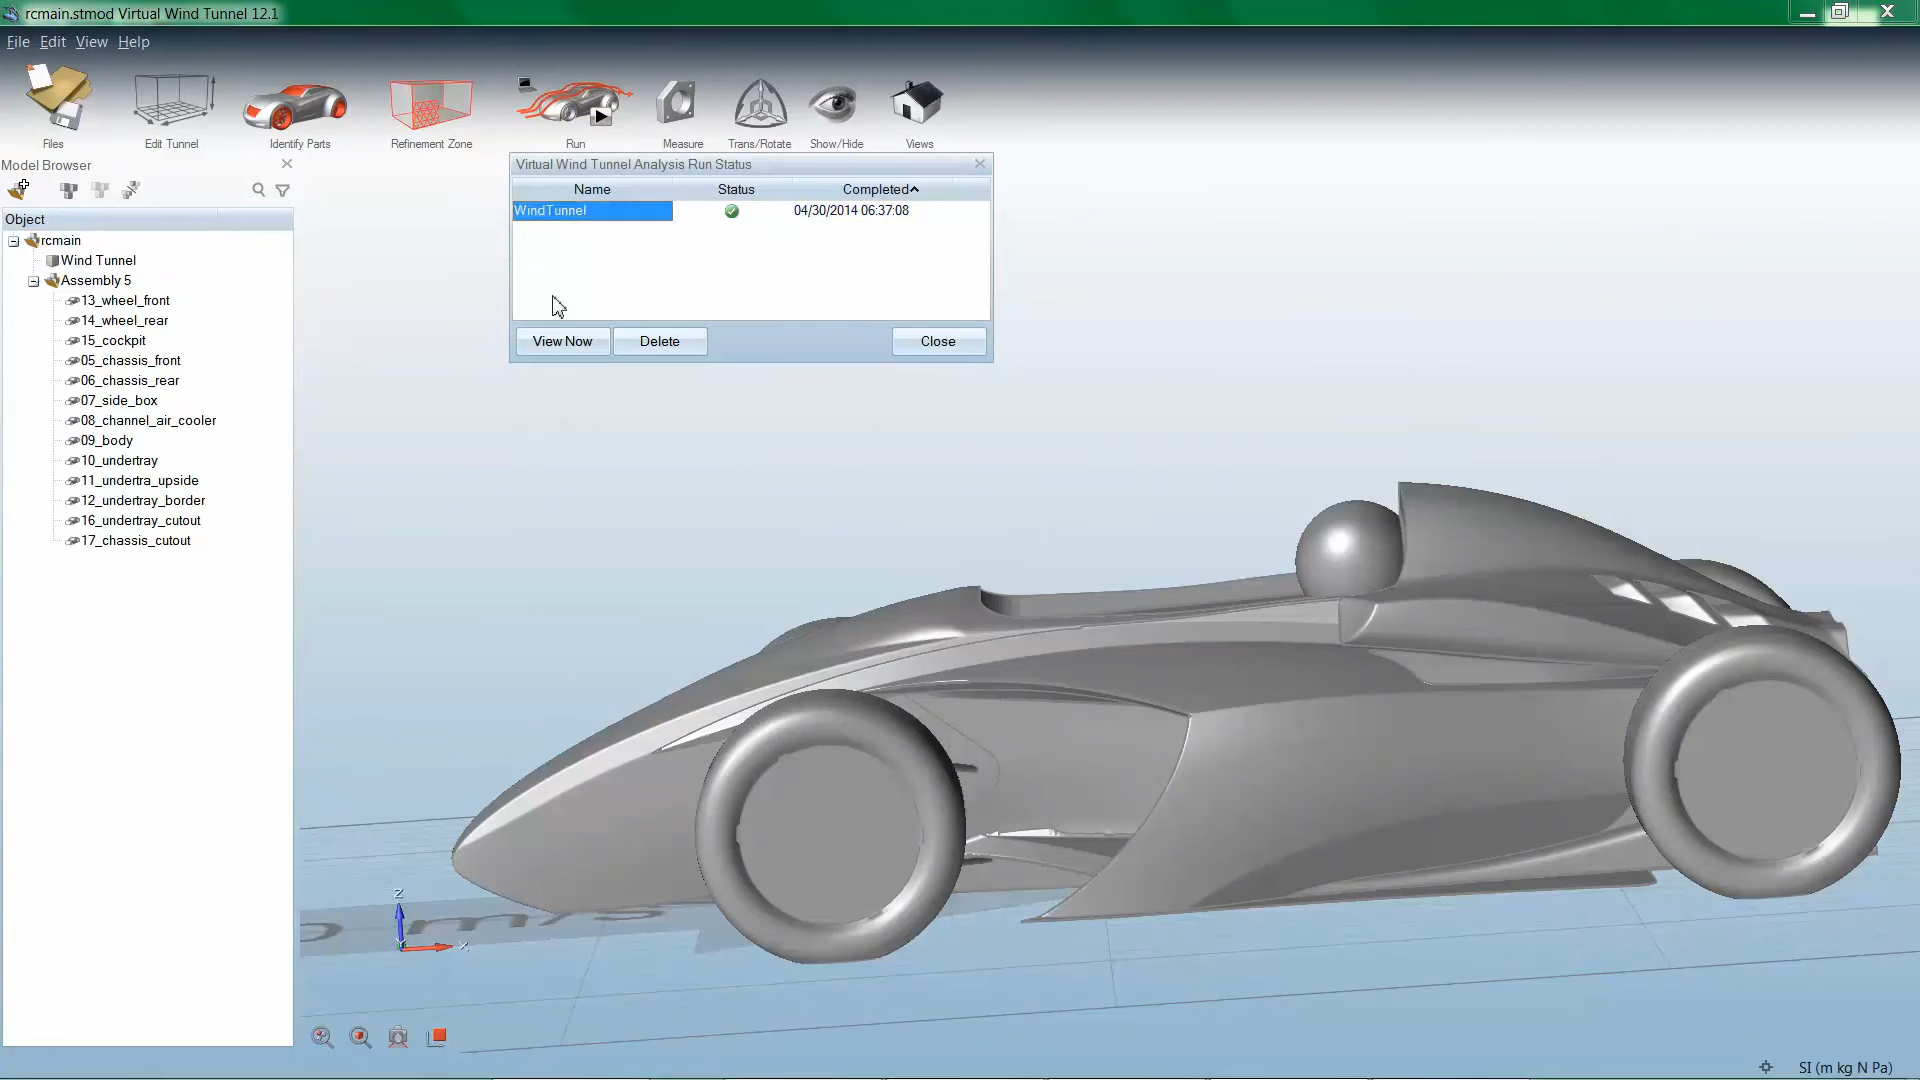 rcmain.stmod Virtual Wind Tunnel 12.1
File Edit View Help
Files Edit Tunnel Identify Parts Refinement Zone Run Measure Trans/Rotate Show/Hide Views
Model Browser
Object
rcmain
Wind Tunnel
Assembly 5
13_wheel_front
14_wheel_rear
15_cockpit
05_chassis_front
06_chassis_rear
07_side_box
08_channel_air_cooler
09_body
10_undertray
11_undertra_upside
12_undertray_border
16_undertray_cutout
17_chassis_cutout
Virtual Wind Tunnel Analysis Run Status
Name Status Completed
WindTunnel 04/30/2014 06:37:08
View Now Delete Close
Z
X
SI (m kg N Pa)